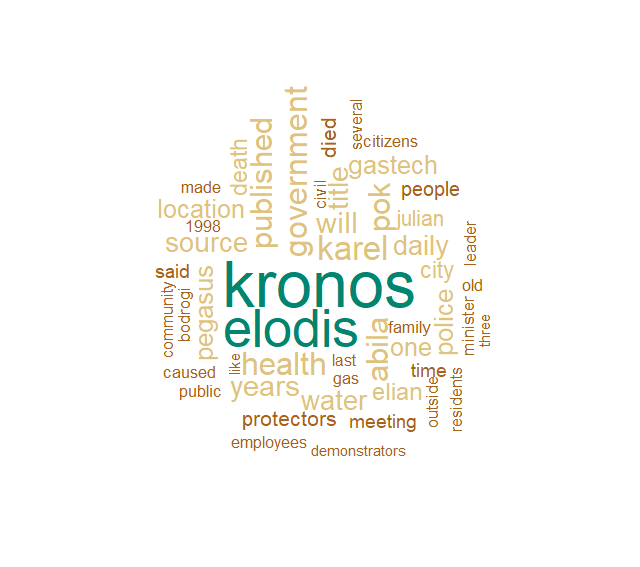 several
government
died
citizens
published
death
title
gastech
made
civil
pok
people
location
1998
will
julian
source
karel
daily
leader
said
pegasus
kronos
city
old
community
bodrogi
elodis
abila
family
police
minister
three
caused
like
health
last
one
time
public
years
gas
elian
outside
residents
water
protectors
meeting
employees
demonstrators